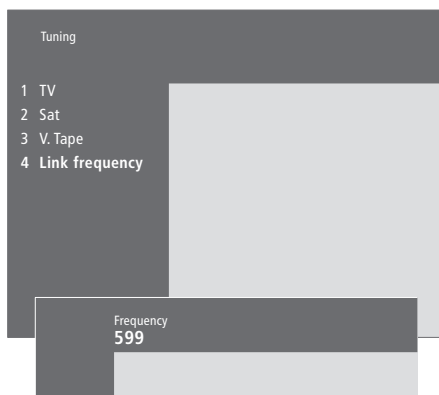 Tuning
1 TV
2 Sat
3 V. Tape
4 Link frequency
Frequency
599